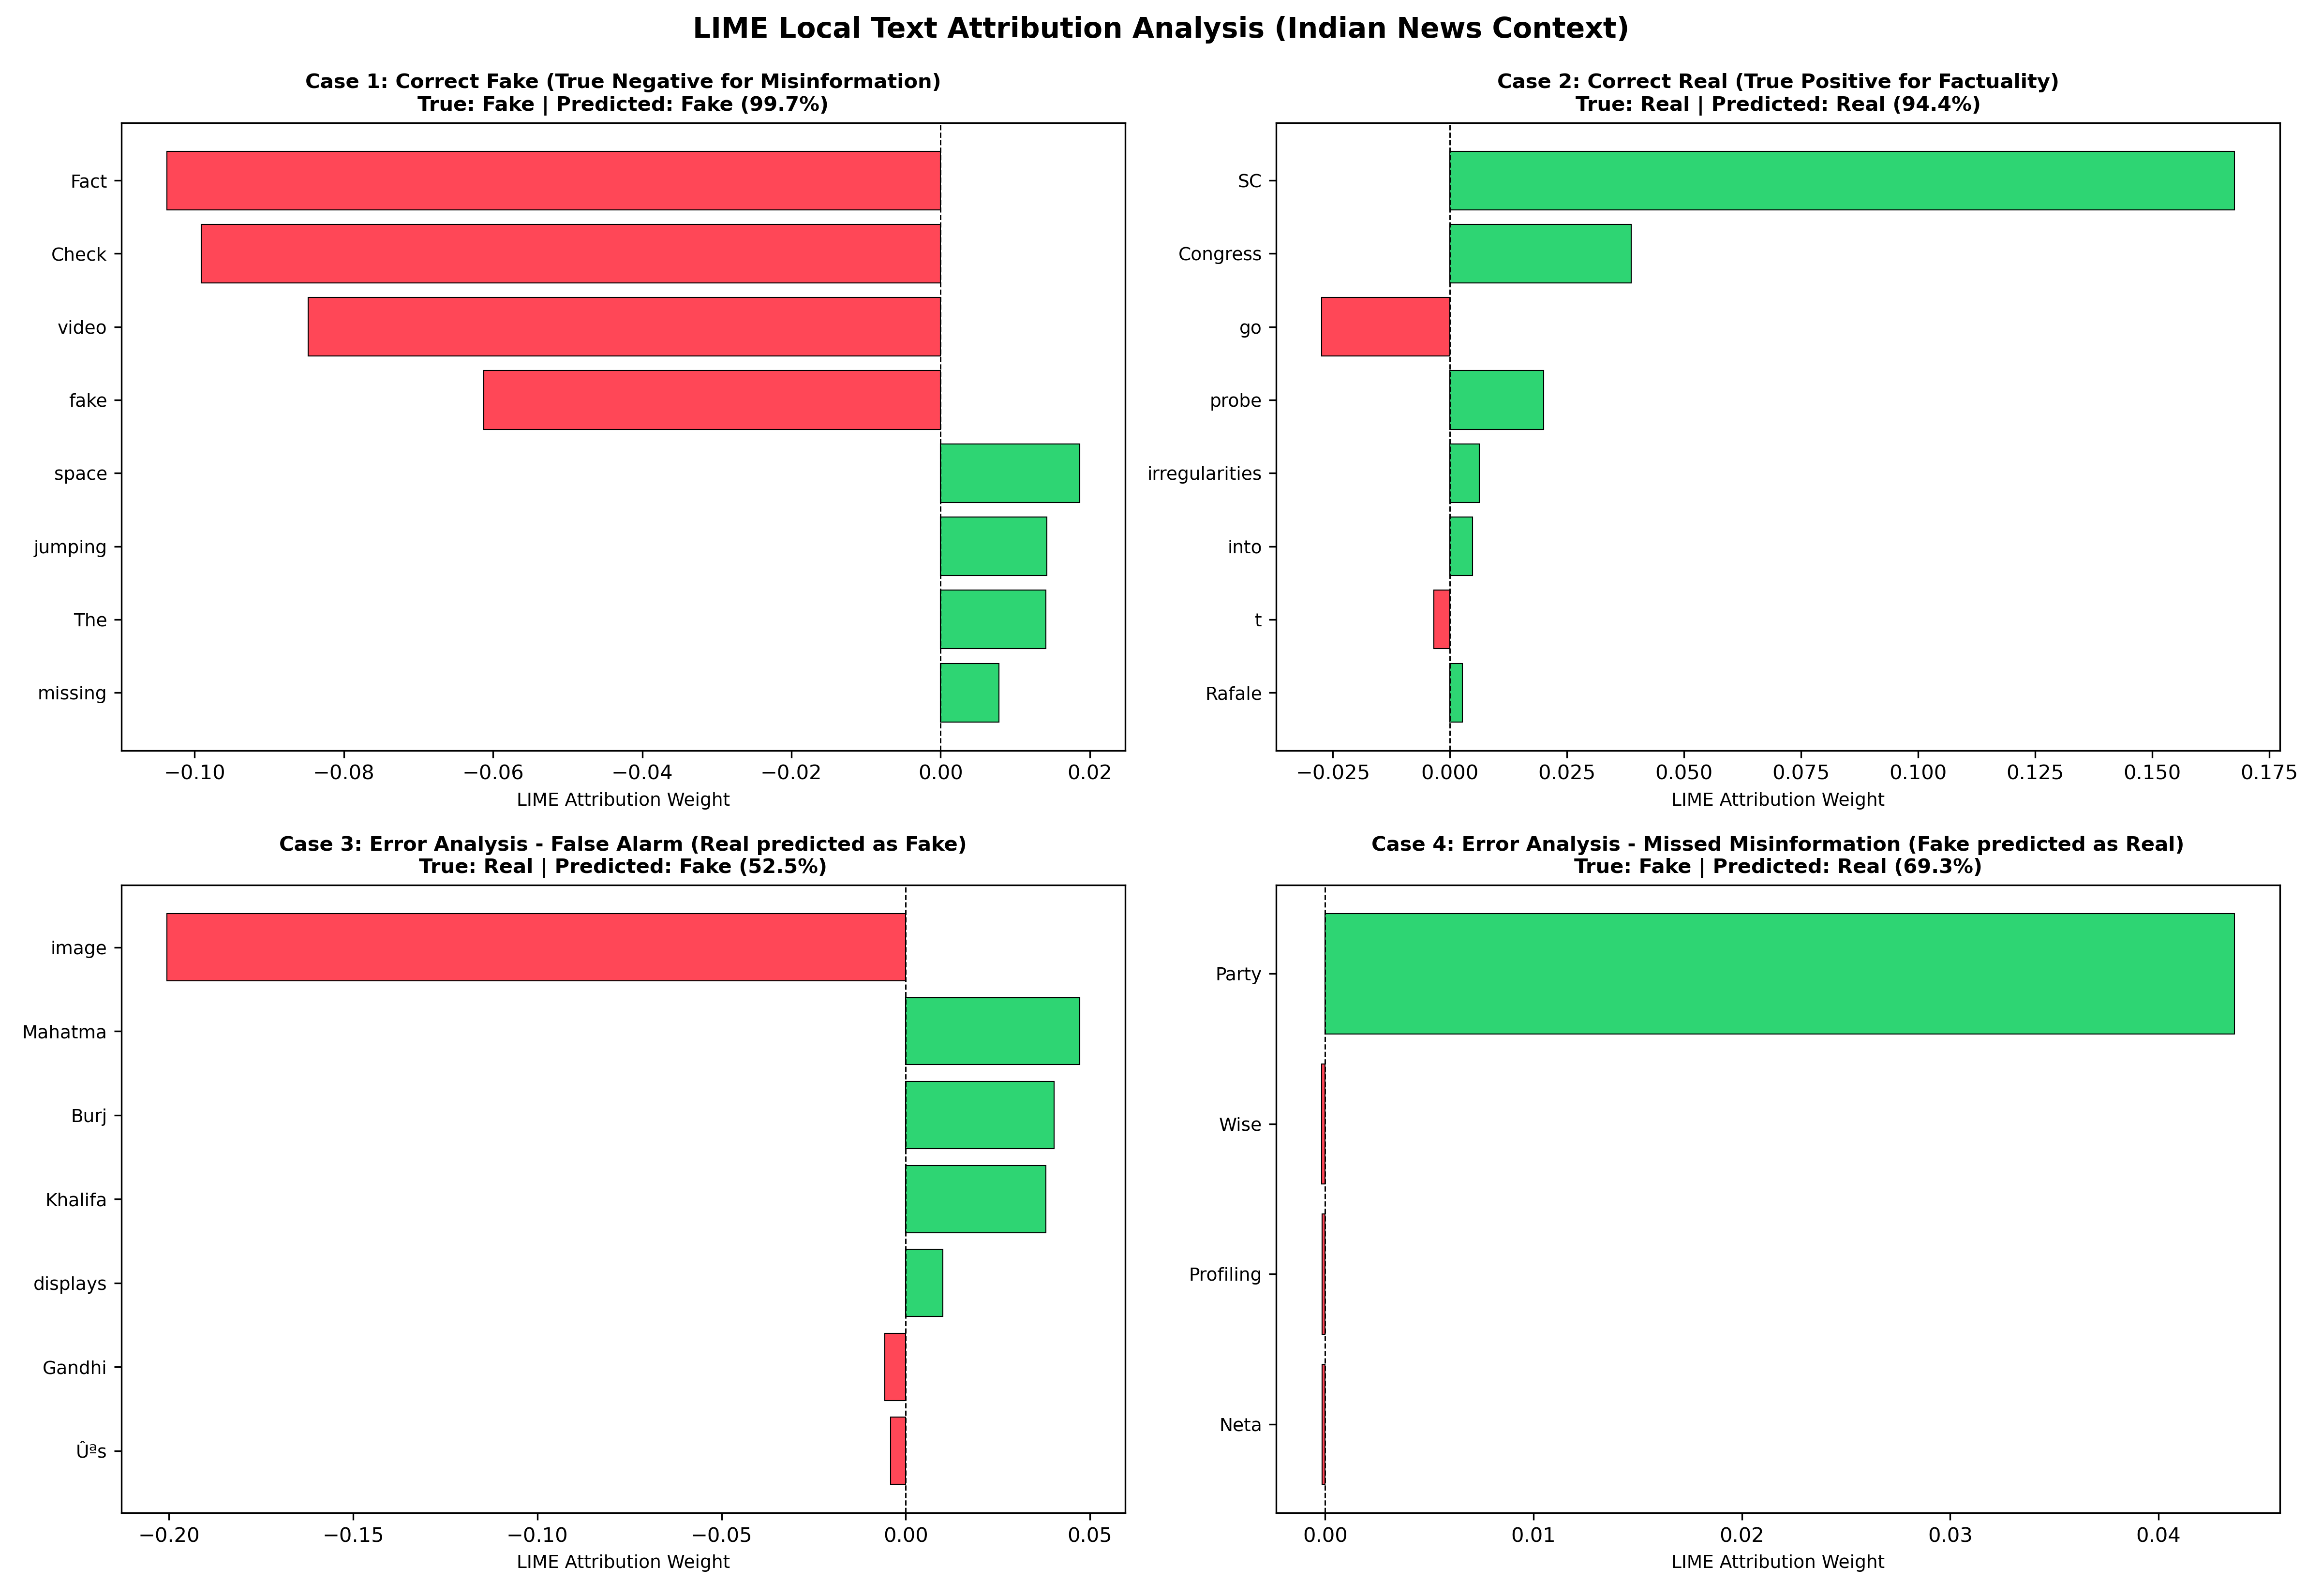 LIME Local Text Attribution Analysis (Indian News Context)
Case 1: Correct Fake (True Negative for Misinformation)
True: Fake | Predicted: Fake (99.7%)
Fact
Check
video
fake
space
jumping
The
missing
−0.10 −0.08 −0.06 −0.04 −0.02 0.00 0.02
LIME Attribution Weight
Case 2: Correct Real (True Positive for Factuality)
True: Real | Predicted: Real (94.4%)
SC
Congress
go
probe
irregularities
into
t
Rafale
−0.025 0.000 0.025 0.050 0.075 0.100 0.125 0.150 0.175
LIME Attribution Weight
Case 3: Error Analysis - False Alarm (Real predicted as Fake)
True: Real | Predicted: Fake (52.5%)
image
Mahatma
Burj
Khalifa
displays
Gandhi
Ûªs
−0.20 −0.15 −0.10 −0.05 0.00 0.05
LIME Attribution Weight
Case 4: Error Analysis - Missed Misinformation (Fake predicted as Real)
True: Fake | Predicted: Real (69.3%)
Party
Wise
Profiling
Neta
0.00 0.01 0.02 0.03 0.04
LIME Attribution Weight